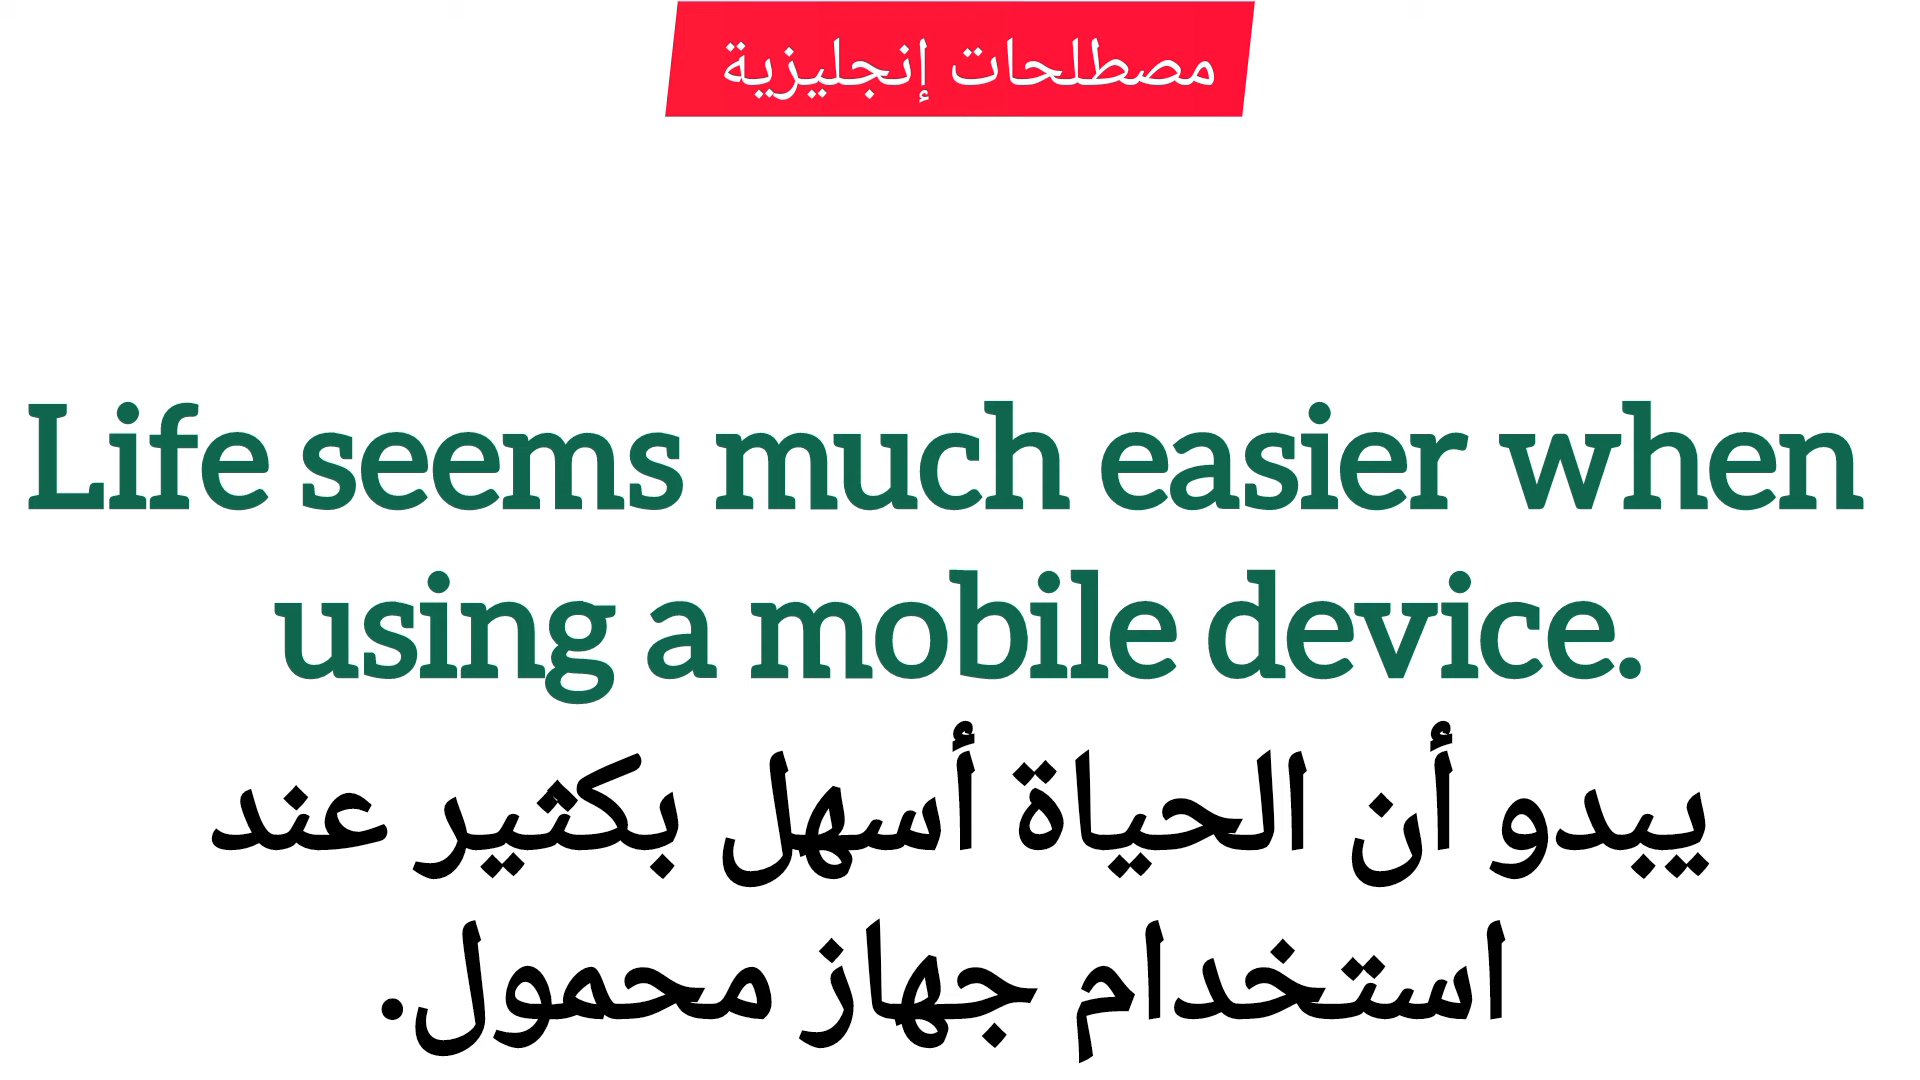 مصطلحات إنجليزية
Life seems much easier when
using a mobile device.
يبدو أن الحياة أسهل بكثير عند
استخدام جهاز محمول.